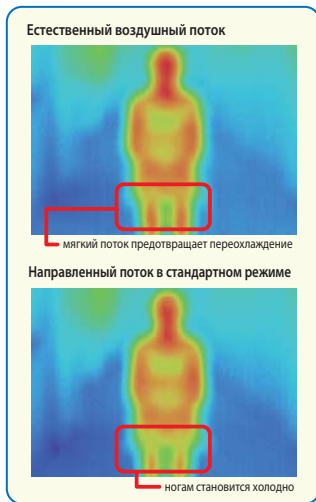 Естественный воздушный поток
мягкий поток предотвращает переохлаждение
Направленный поток в стандартном режиме
ногам становится холодно